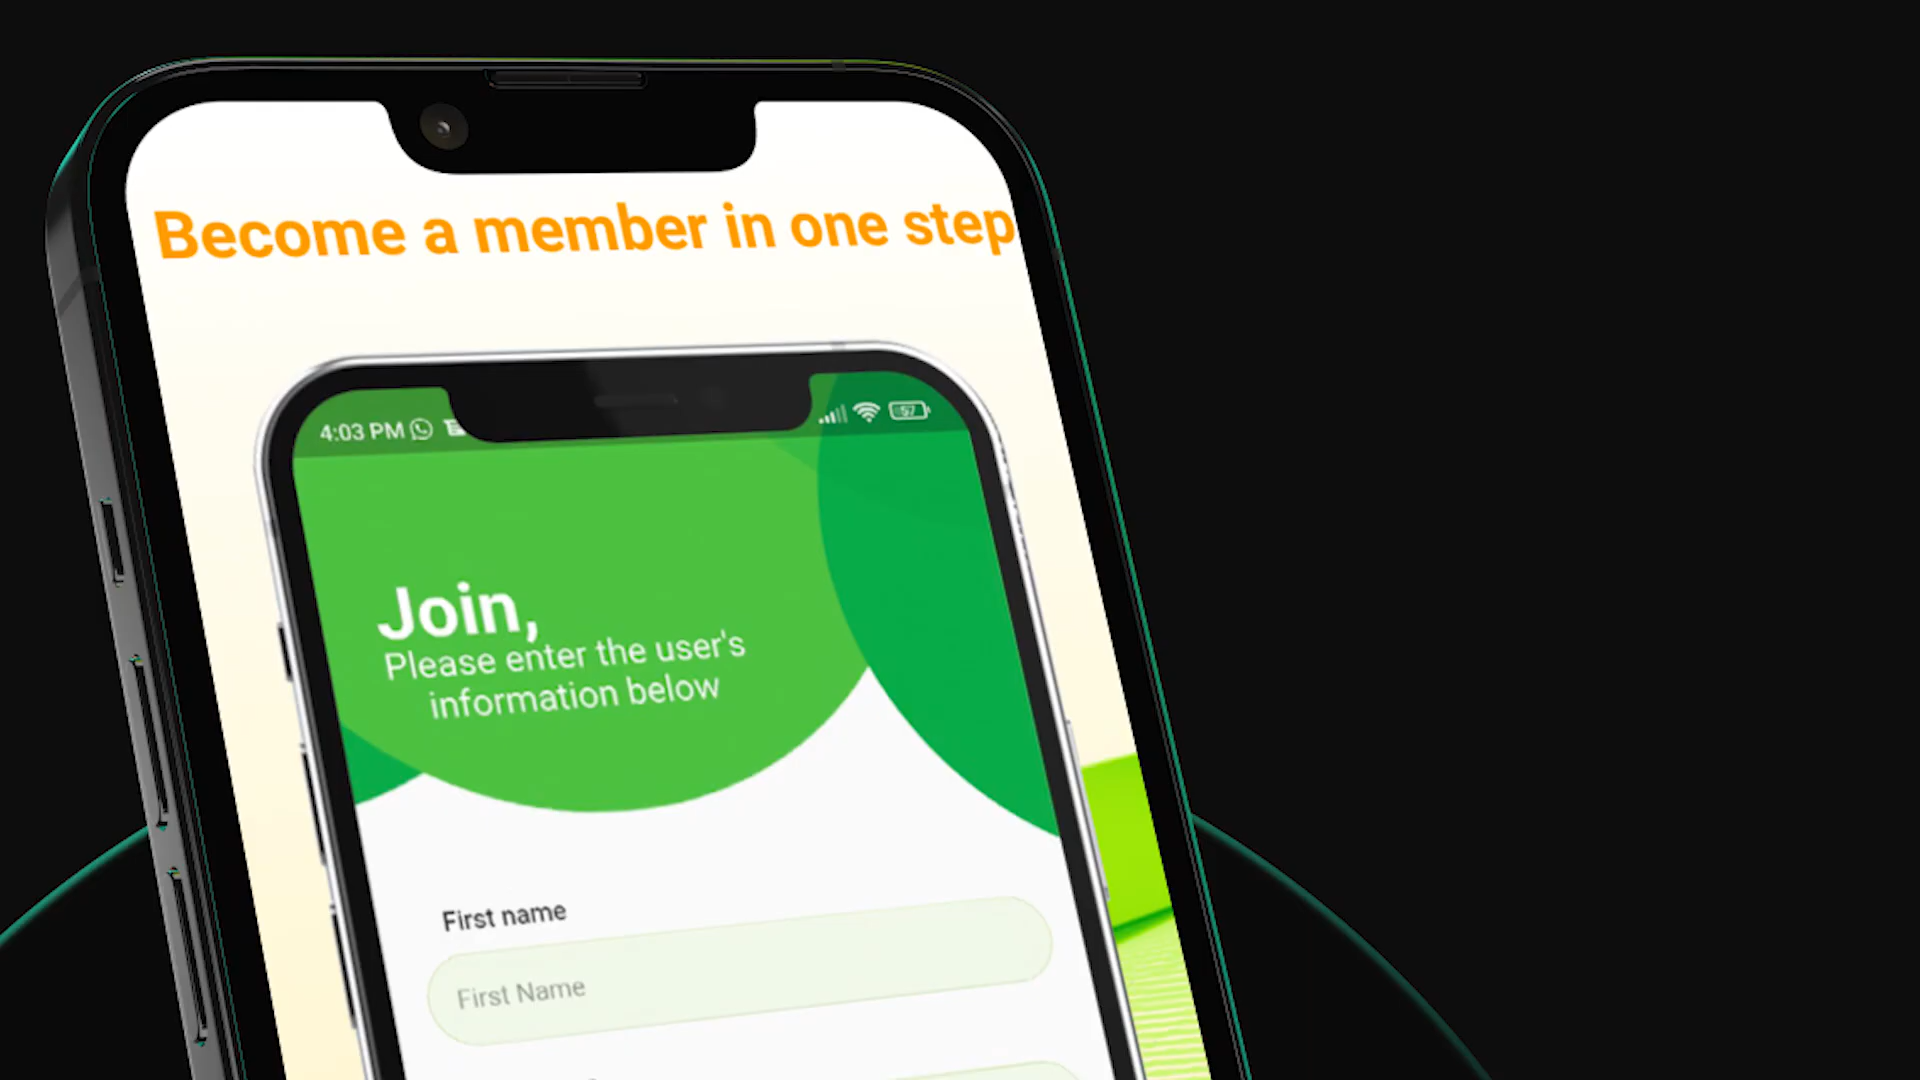 Become a member in one step
4:03 PM
57
Join,
Please enter the user's
information below
First name
First Name